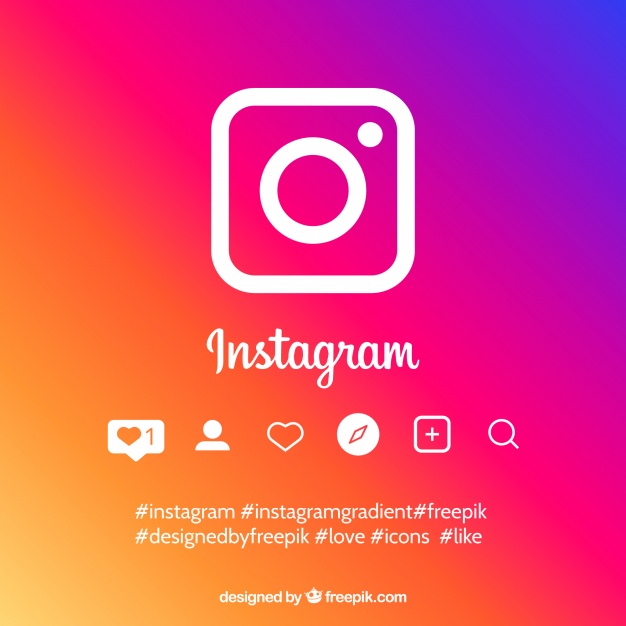 Instagram
1
#instagram #instagramgradient#freepik
#designedbyfreepik #love #icons #like
designed by freepik.com